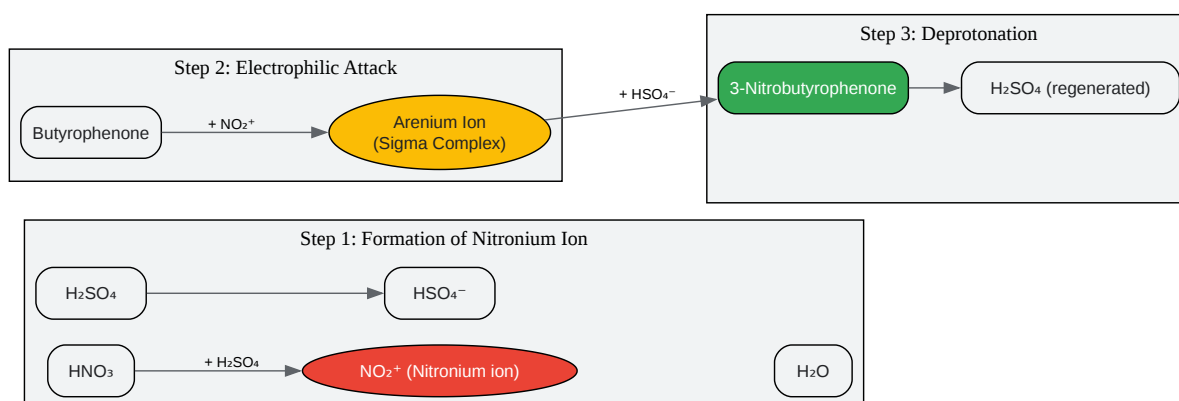 Step 3: Deprotonation
3-Nitrobutyrophenone
H₂SO₄ (regenerated)
+ HSO₄⁻
Step 2: Electrophilic Attack
Butyrophenone
+ NO₂⁺
Arenium Ion
(Sigma Complex)
Step 1: Formation of Nitronium Ion
H₂SO₄
HSO₄⁻
HNO₃
+ H₂SO₄
NO₂⁺ (Nitronium ion)
H₂O